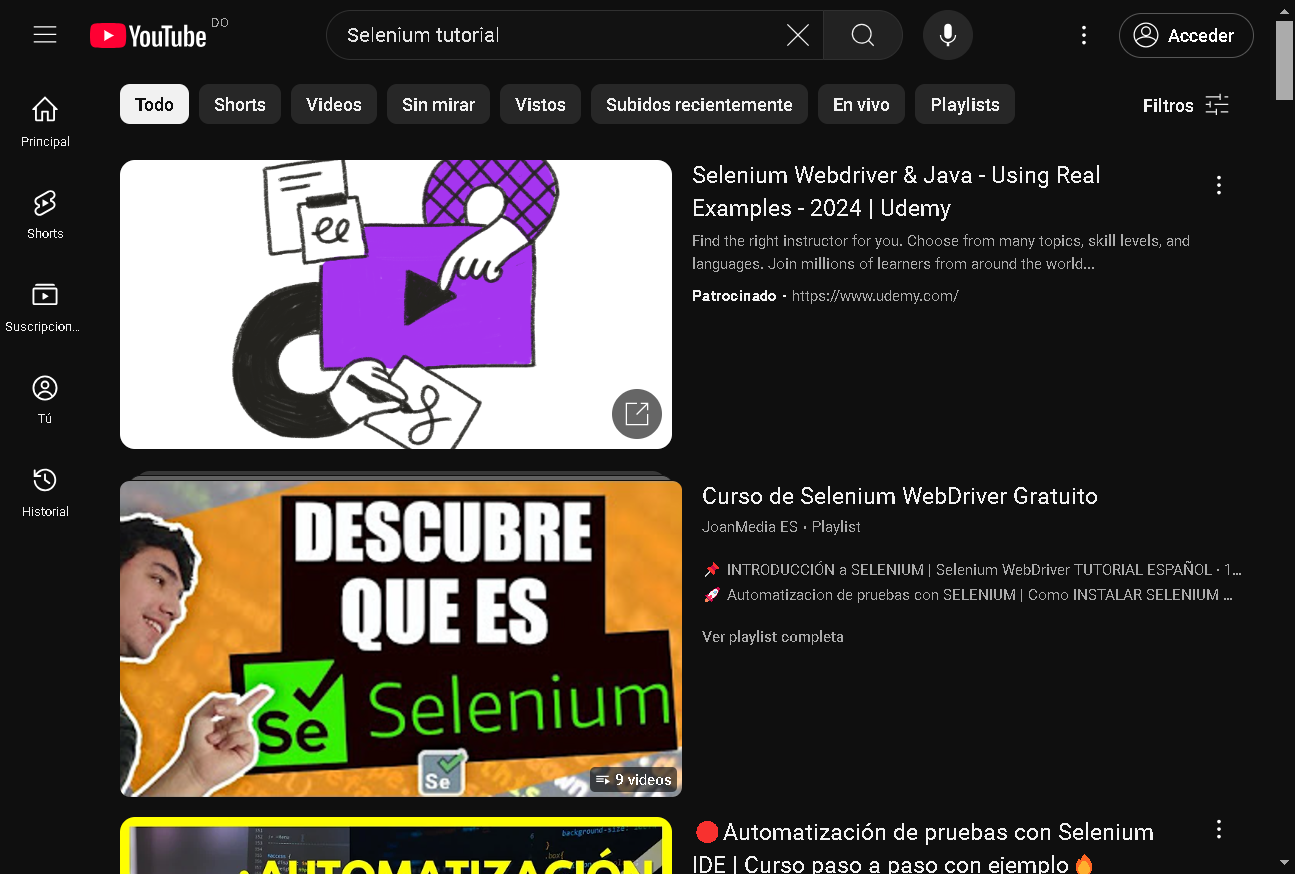 YouTube DO
Selenium tutorial
Acceder
Todo
Shorts
Videos
Sin mirar
Vistos
Subidos recientemente
En vivo
Playlists
Filtros
Principal
Shorts
Suscripcion...
Tú
Historial
Selenium Webdriver & Java - Using Real
Examples - 2024 | Udemy
Find the right instructor for you. Choose from many topics, skill levels, and
languages. Join millions of learners from around the world...
Patrocinado · https://www.udemy.com/
DESCUBRE
QUE ES
Se Selenium
Se
9 videos
Curso de Selenium WebDriver Gratuito
JoanMedia ES · Playlist
📌 INTRODUCCIÓN a SELENIUM | Selenium WebDriver TUTORIAL ESPAÑOL · 1...
🚀 Automatizacion de pruebas con SELENIUM | Como INSTALAR SELENIUM ...
Ver playlist completa
AUTOMATIZACIÓN
🔴Automatización de pruebas con Selenium
IDE | Curso paso a paso con ejemplo🔥